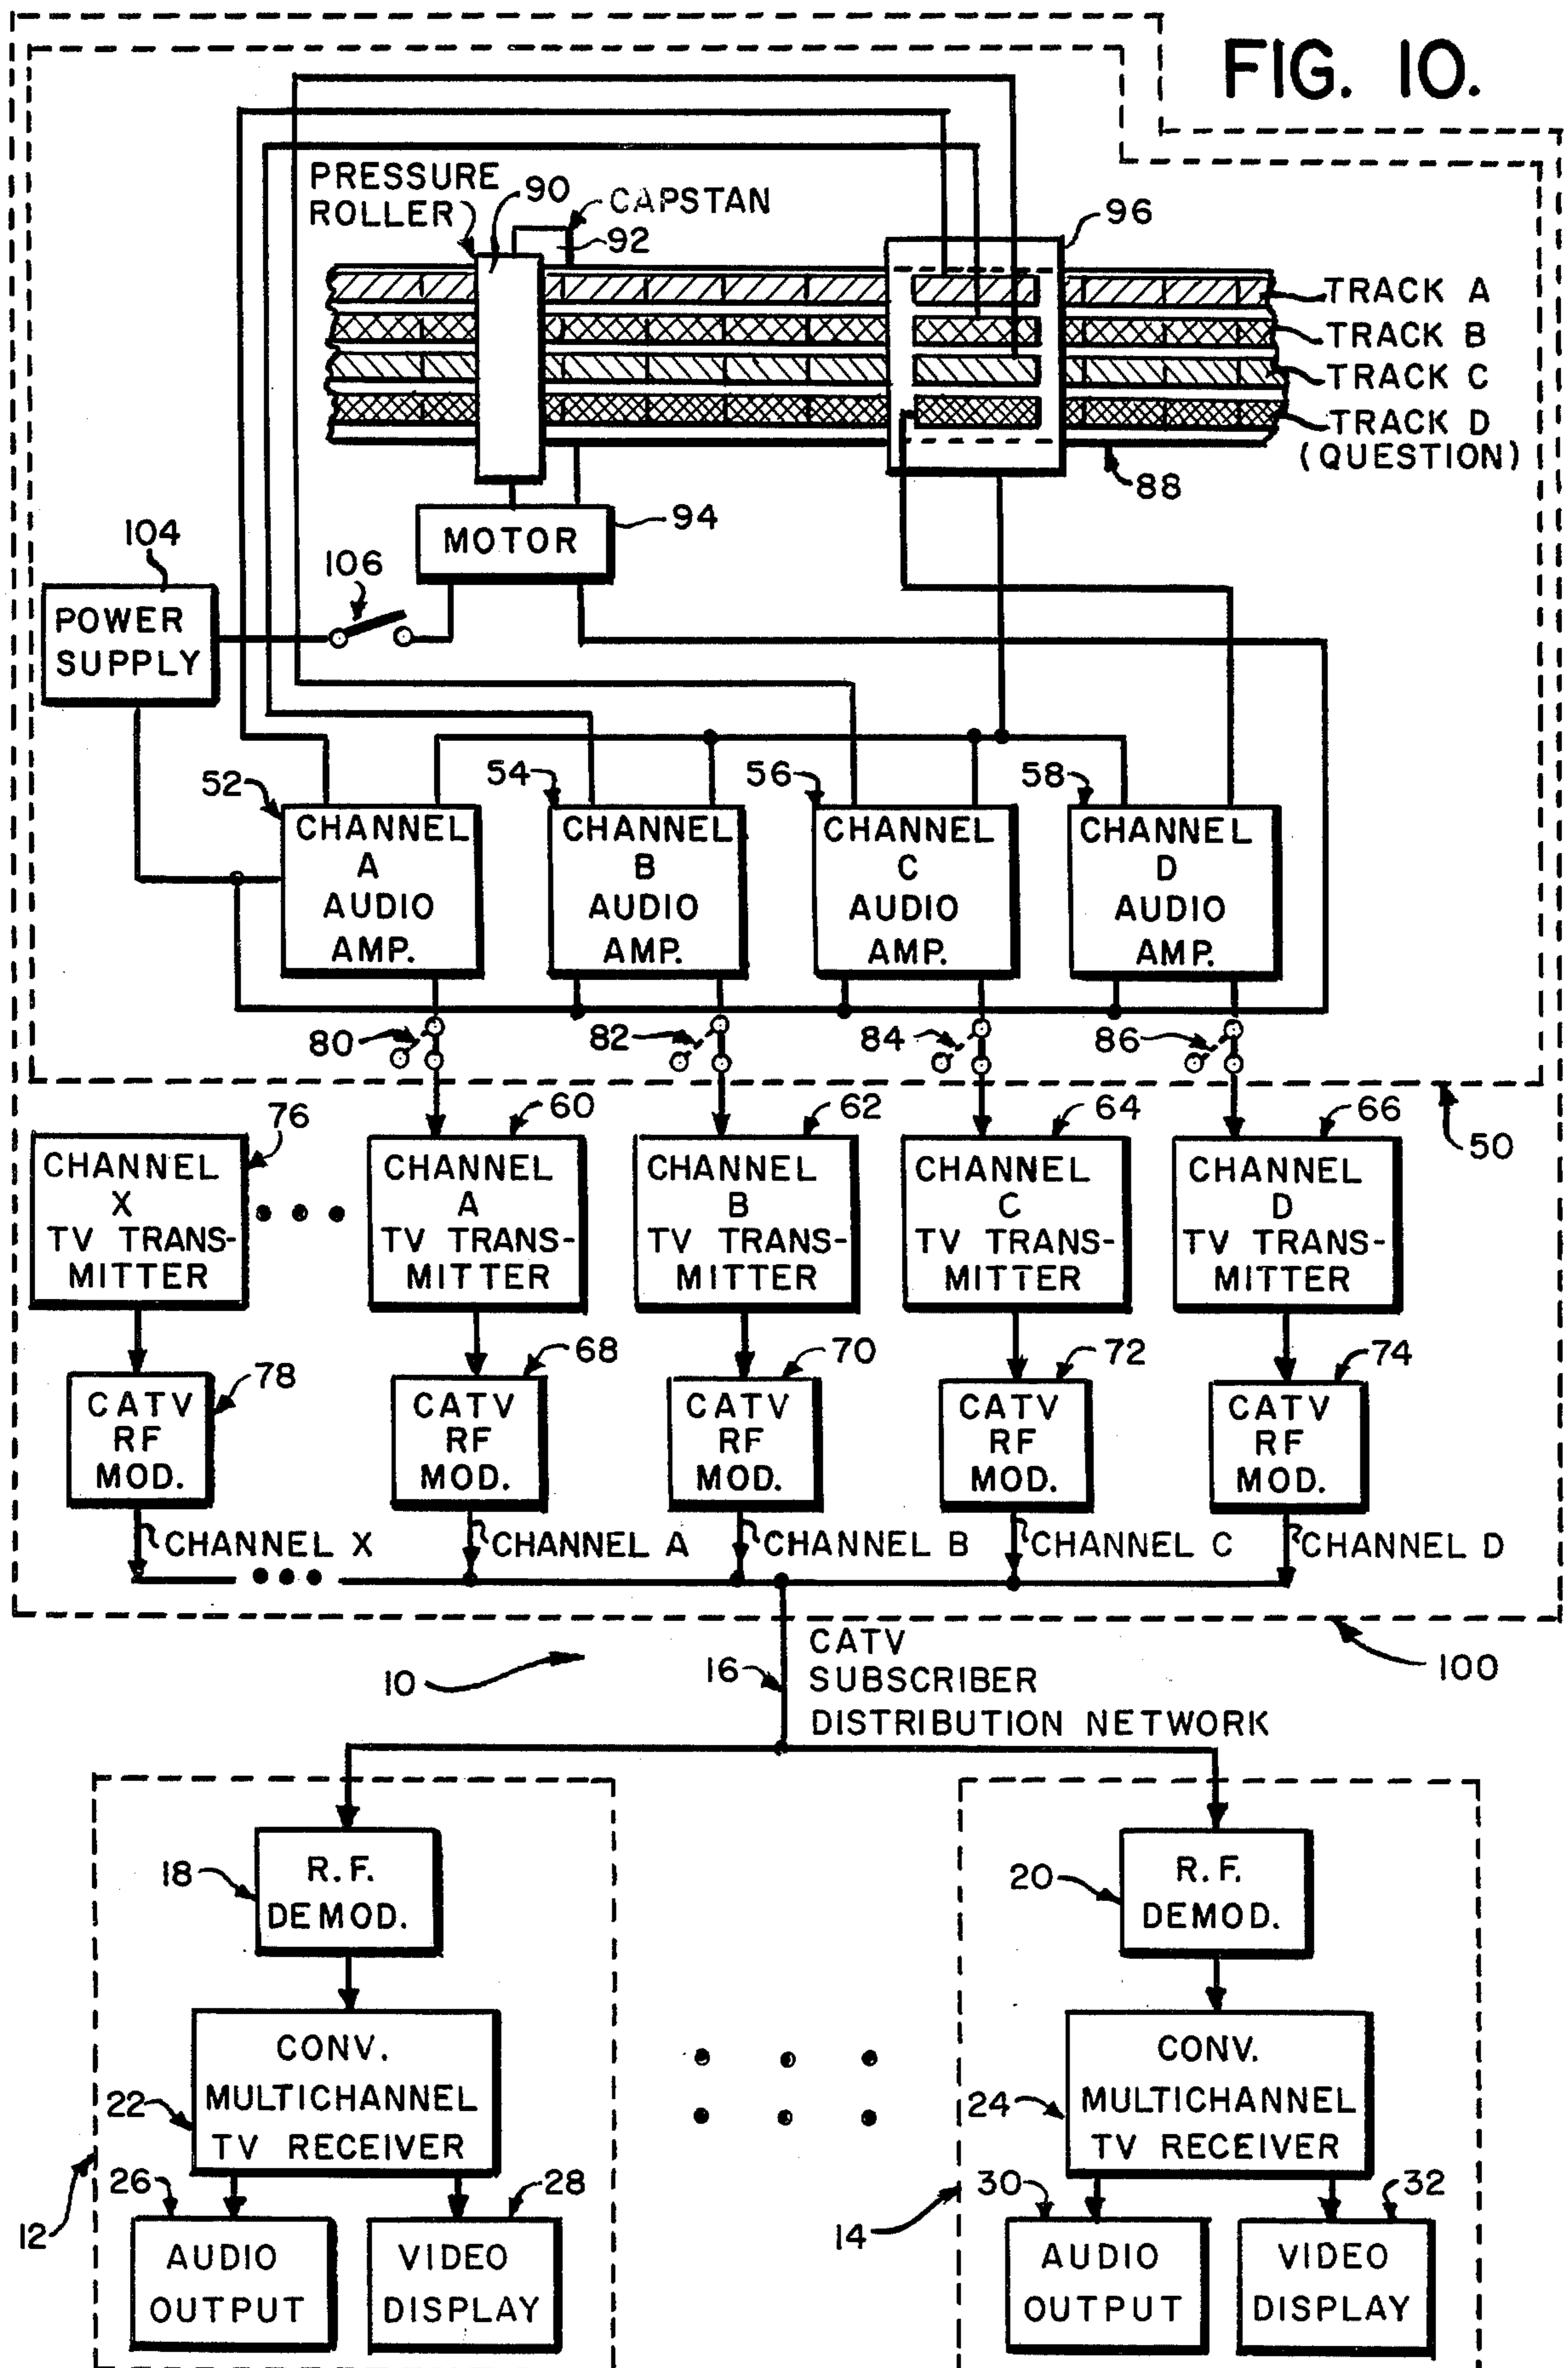 FIG. 10.
PRESSURE
ROLLER
90
CAPSTAN
92
96
TRACK A
TRACK B
TRACK C
TRACK D
(QUESTION)
88
94
MOTOR
104
106
POWER
SUPPLY
52
54
56
58
CHANNEL
A
AUDIO
AMP.
CHANNEL
B
AUDIO
AMP.
CHANNEL
C
AUDIO
AMP.
CHANNEL
D
AUDIO
AMP.
80
82
84
86
50
76
60
62
64
66
CHANNEL
X
TV TRANS-
MITTER
CHANNEL
A
TV TRANS-
MITTER
CHANNEL
B
TV TRANS-
MITTER
CHANNEL
C
TV TRANS-
MITTER
CHANNEL
D
TV TRANS-
MITTER
78
68
70
72
74
CATV
RF
MOD.
CATV
RF
MOD.
CATV
RF
MOD.
CATV
RF
MOD.
CATV
RF
MOD.
CHANNEL X
CHANNEL A
CHANNEL B
CHANNEL C
CHANNEL D
10
16
CATV
SUBSCRIBER
DISTRIBUTION NETWORK
100
18
R.F.
DEMOD.
20
R.F.
DEMOD.
22
CONV.
MULTICHANNEL
TV RECEIVER
24
CONV.
MULTICHANNEL
TV RECEIVER
12
26
28
14
30
32
AUDIO
OUTPUT
VIDEO
DISPLAY
AUDIO
OUTPUT
VIDEO
DISPLAY